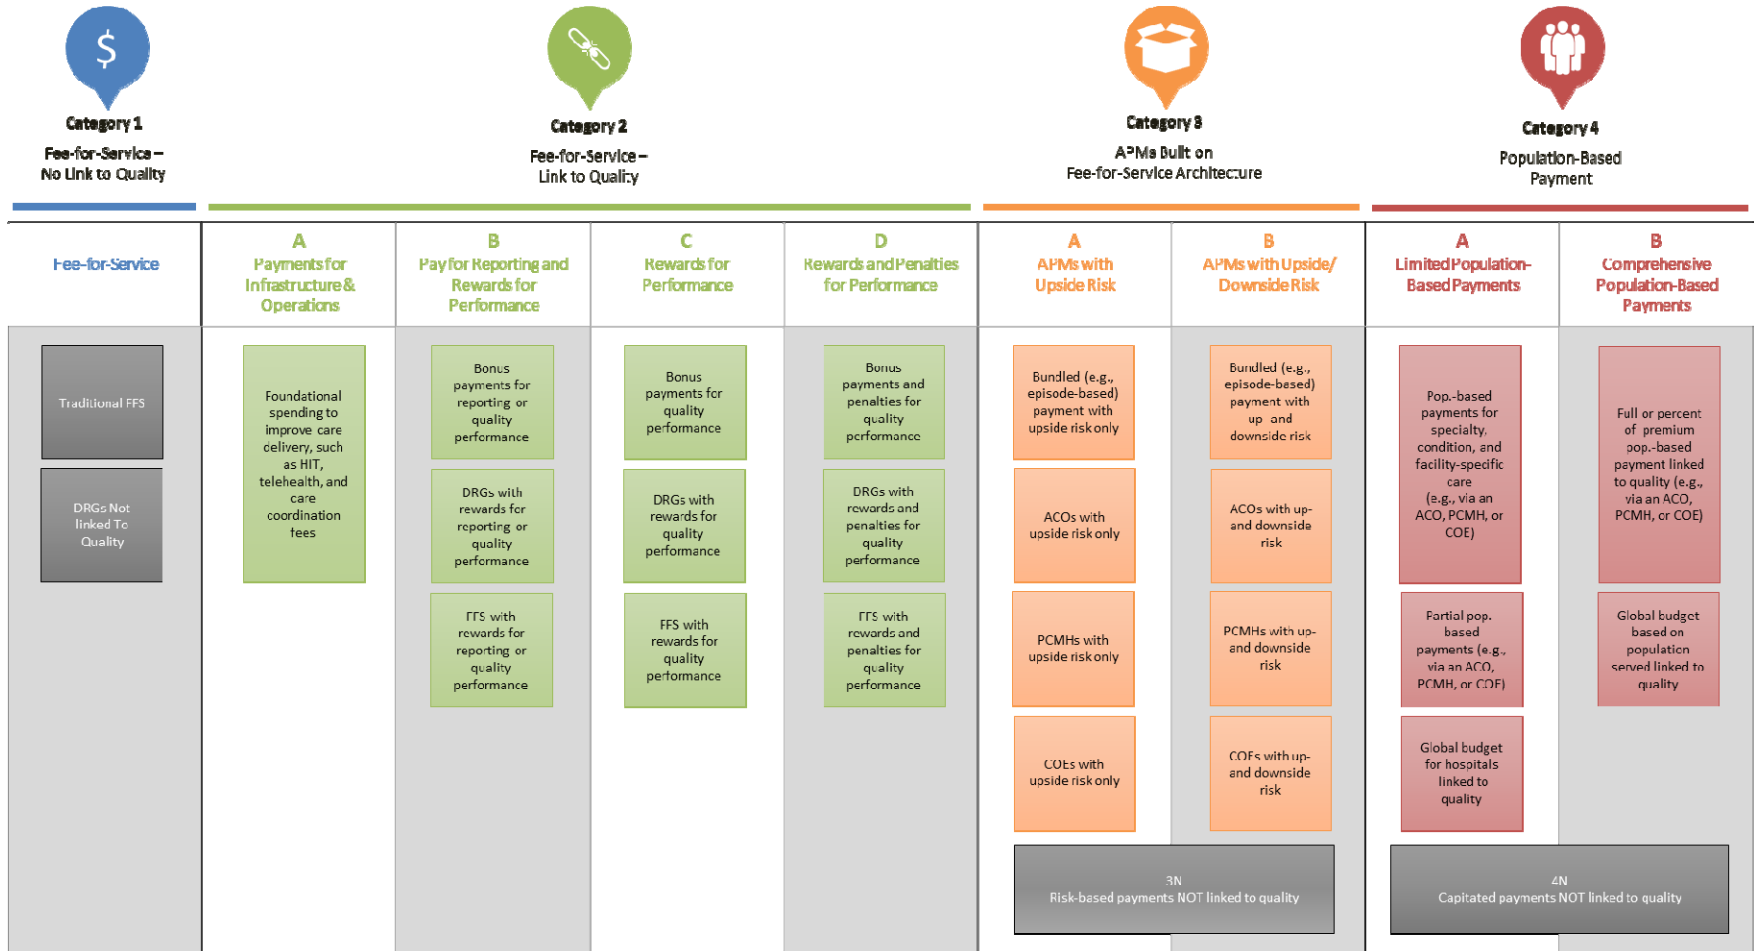 $
Category 1
Fee-for-Service –
No Link to Quality
Category 2
Fee-for-Service –
Link to Quality
Category 3
APMs Built on
Fee-for-Service Architecture
Category 4
Population-Based
Payment
Fee-for-Service
A
Payments for
Infrastructure &
Operations
B
Pay for Reporting and
Rewards for
Performance
C
Rewards for
Performance
D
Rewards and Penalties
for Performance
A
APMs with
Upside Risk
B
APMs with Upside/
Downside Risk
A
Limited Population-
Based Payments
B
Comprehensive
Population-Based
Payments
Traditional FFS
DRGs Not
linked To
Quality
Foundational
spending to
improve care
delivery, such
as HIT,
telehealth, and
care
coordination
fees
Bonus
payments for
reporting or
quality
performance
DRGs with
rewards for
reporting or
quality
performance
FFS with
rewards for
reporting or
quality
performance
Bonus
payments for
quality
performance
DRGs with
rewards for
quality
performance
FFS with
rewards for
quality
performance
Bonus
payments and
penalties for
quality
performance
DRGs with
rewards and
penalties for
quality
performance
FFS with
rewards and
penalties for
quality
performance
Bundled (e.g.,
episode-based)
payment with
upside risk only
ACOs with
upside risk only
PCMHs with
upside risk only
COEs with
upside risk only
Bundled (e.g.,
episode-based)
payment with
up- and
downside risk
ACOs with up-
and downside
risk
PCMHs with up-
and downside
risk
COEs with up-
and downside
risk
3N
Risk-based payments NOT linked to quality
Pop.-based
payments for
specialty,
condition, and
facility-specific
care
(e.g., via an
ACO, PCMH, or
COE)
Partial pop.-
based
payments (e.g.,
via an ACO,
PCMH, or COE)
Global budget
for hospitals
linked to
quality
Full or percent
of premium
pop.-based
payment linked
to quality (e.g.,
via an ACO,
PCMH, or COE)
Global budget
based on
population
served linked to
quality
4N
Capitated payments NOT linked to quality